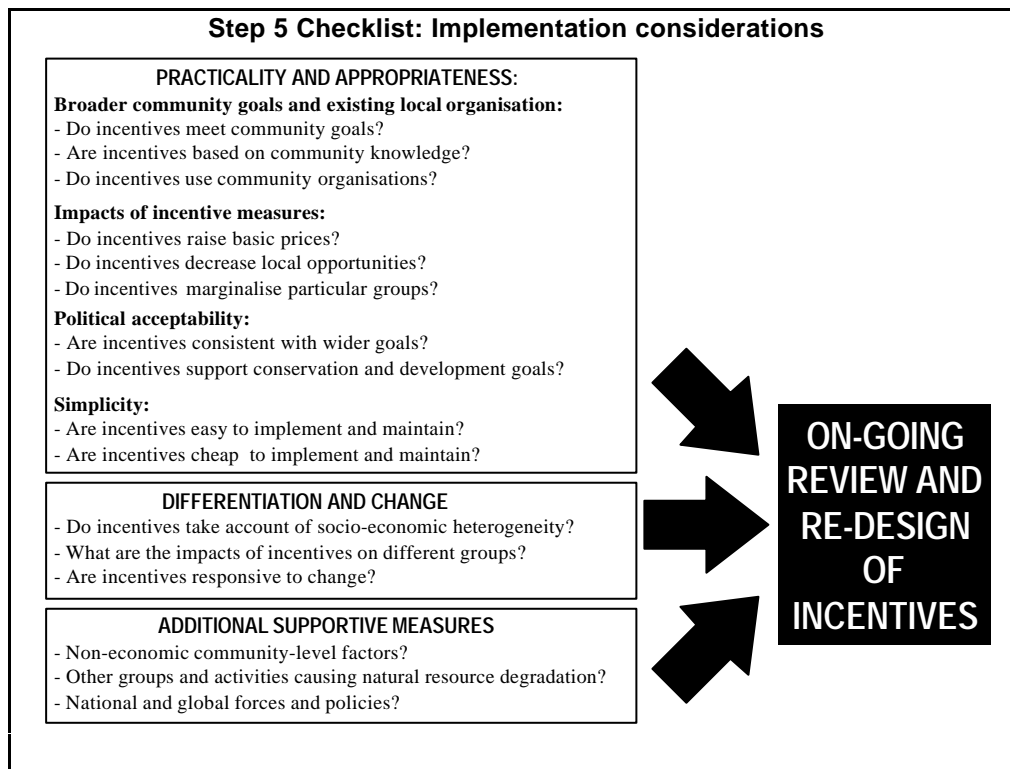 Step 5 Checklist: Implementation considerations
PRACTICALITY AND APPROPRIATENESS:
Broader community goals and existing local organisation:
- Do incentives meet community goals?
- Are incentives based on community knowledge?
- Do incentives use community organisations?
Impacts of incentive measures:
- Do incentives raise basic prices?
- Do incentives decrease local opportunities?
- Do incentives marginalise particular groups?
Political acceptability:
- Are incentives consistent with wider goals?
- Do incentives support conservation and development goals?
Simplicity:
- Are incentives easy to implement and maintain?
- Are incentives cheap to implement and maintain?
DIFFERENTIATION AND CHANGE
- Do incentives take account of socio-economic heterogeneity?
- What are the impacts of incentives on different groups?
- Are incentives responsive to change?
ADDITIONAL SUPPORTIVE MEASURES
- Non-economic community-level factors?
- Other groups and activities causing natural resource degradation?
- National and global forces and policies?
ON-GOING
REVIEW AND
RE-DESIGN
OF
INCENTIVES